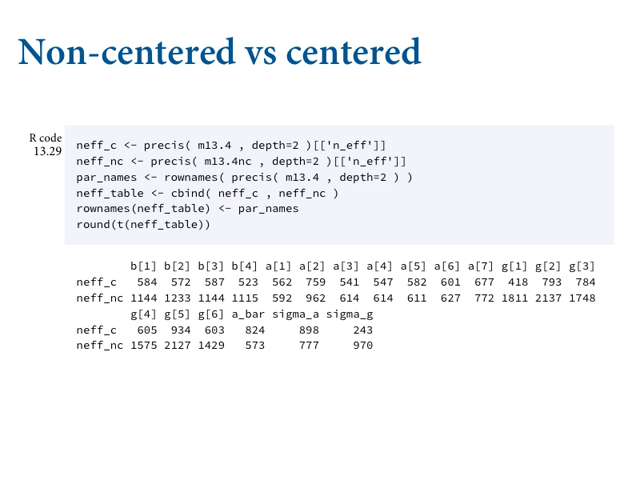 Non-centered vs centered
R code
13.29
neff_c <- precis( m13.4 , depth=2 )[['n_eff']]
neff_nc <- precis( m13.4nc , depth=2 )[['n_eff']]
par_names <- rownames( precis( m13.4 , depth=2 ) )
neff_table <- cbind( neff_c , neff_nc )
rownames(neff_table) <- par_names
round(t(neff_table))
b[1] b[2] b[3] b[4] a[1] a[2] a[3] a[4] a[5] a[6] a[7] g[1] g[2] g[3]
neff_c 584 572 587 523 562 759 541 547 582 601 677 418 793 784
neff_nc 1144 1233 1144 1115 592 962 614 614 611 627 772 1811 2137 1748
g[4] g[5] g[6] a_bar sigma_a sigma_g
neff_c 605 934 603 824 898 243
neff_nc 1575 2127 1429 573 777 970